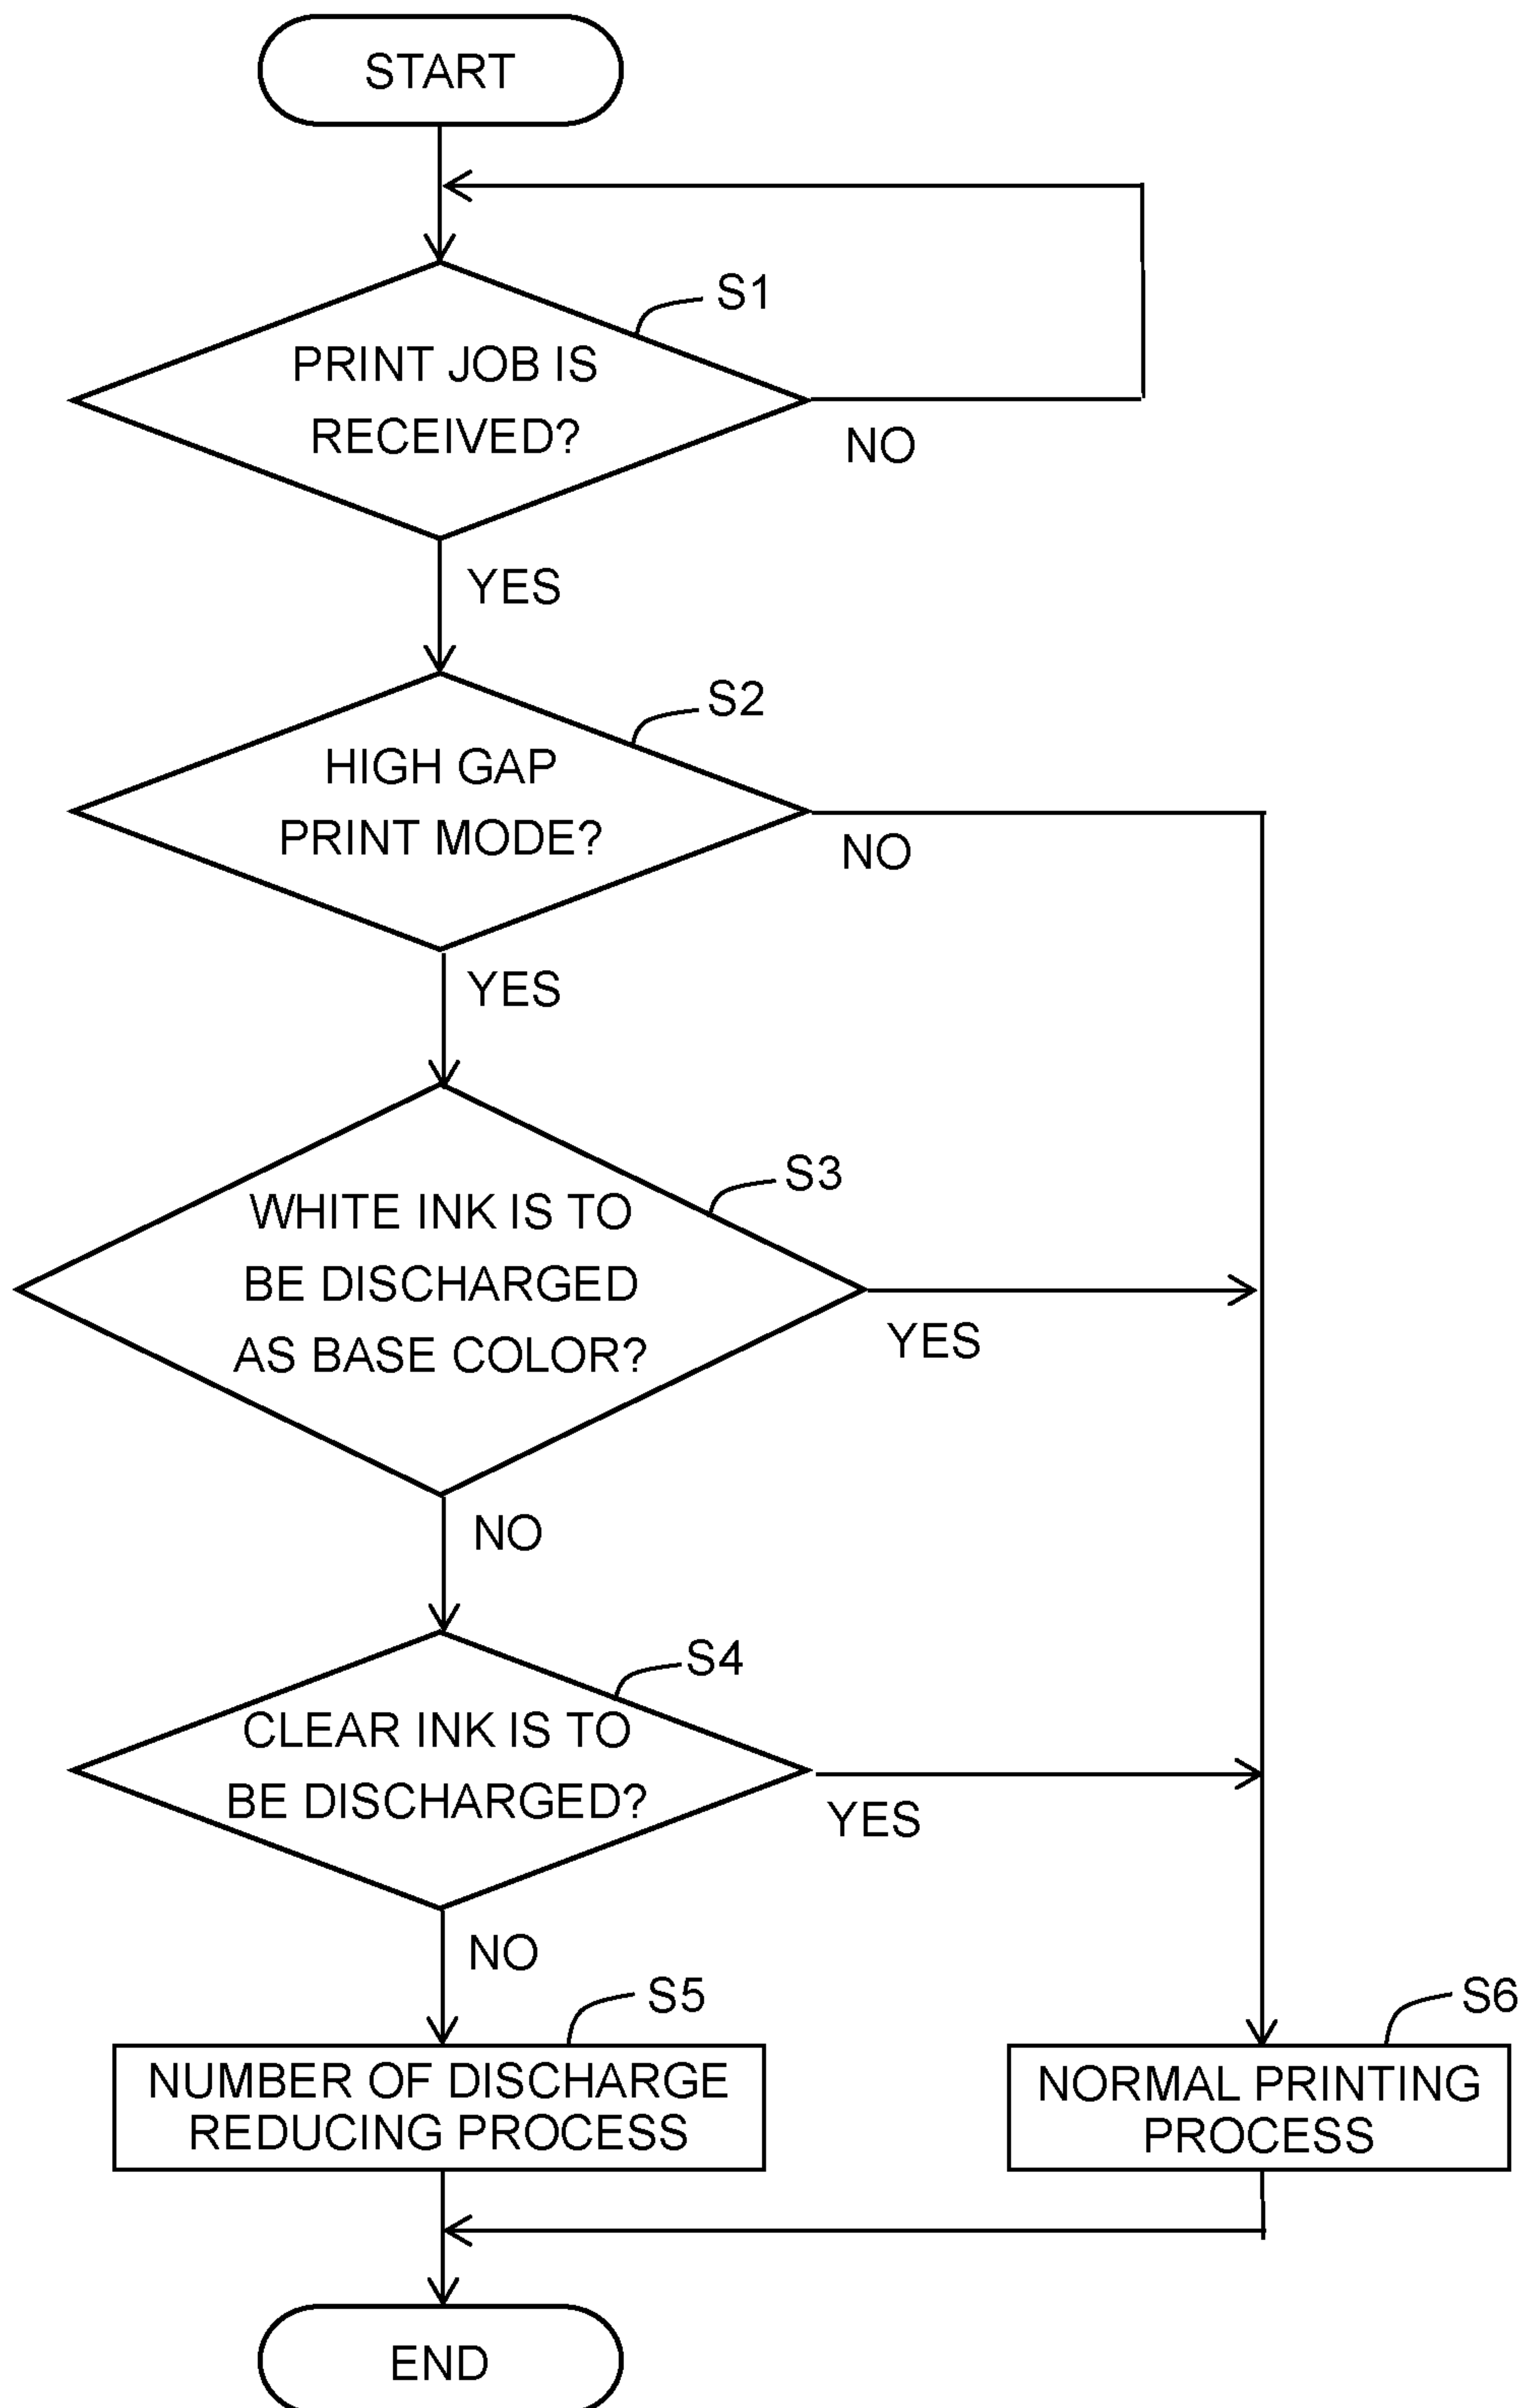 START
S1
PRINT JOB IS
RECEIVED?
NO
YES
S2
HIGH GAP
PRINT MODE?
NO
YES
S3
WHITE INK IS TO
BE DISCHARGED
AS BASE COLOR?
YES
NO
S4
CLEAR INK IS TO
BE DISCHARGED?
YES
NO
S5
NUMBER OF DISCHARGE
REDUCING PROCESS
S6
NORMAL PRINTING
PROCESS
END